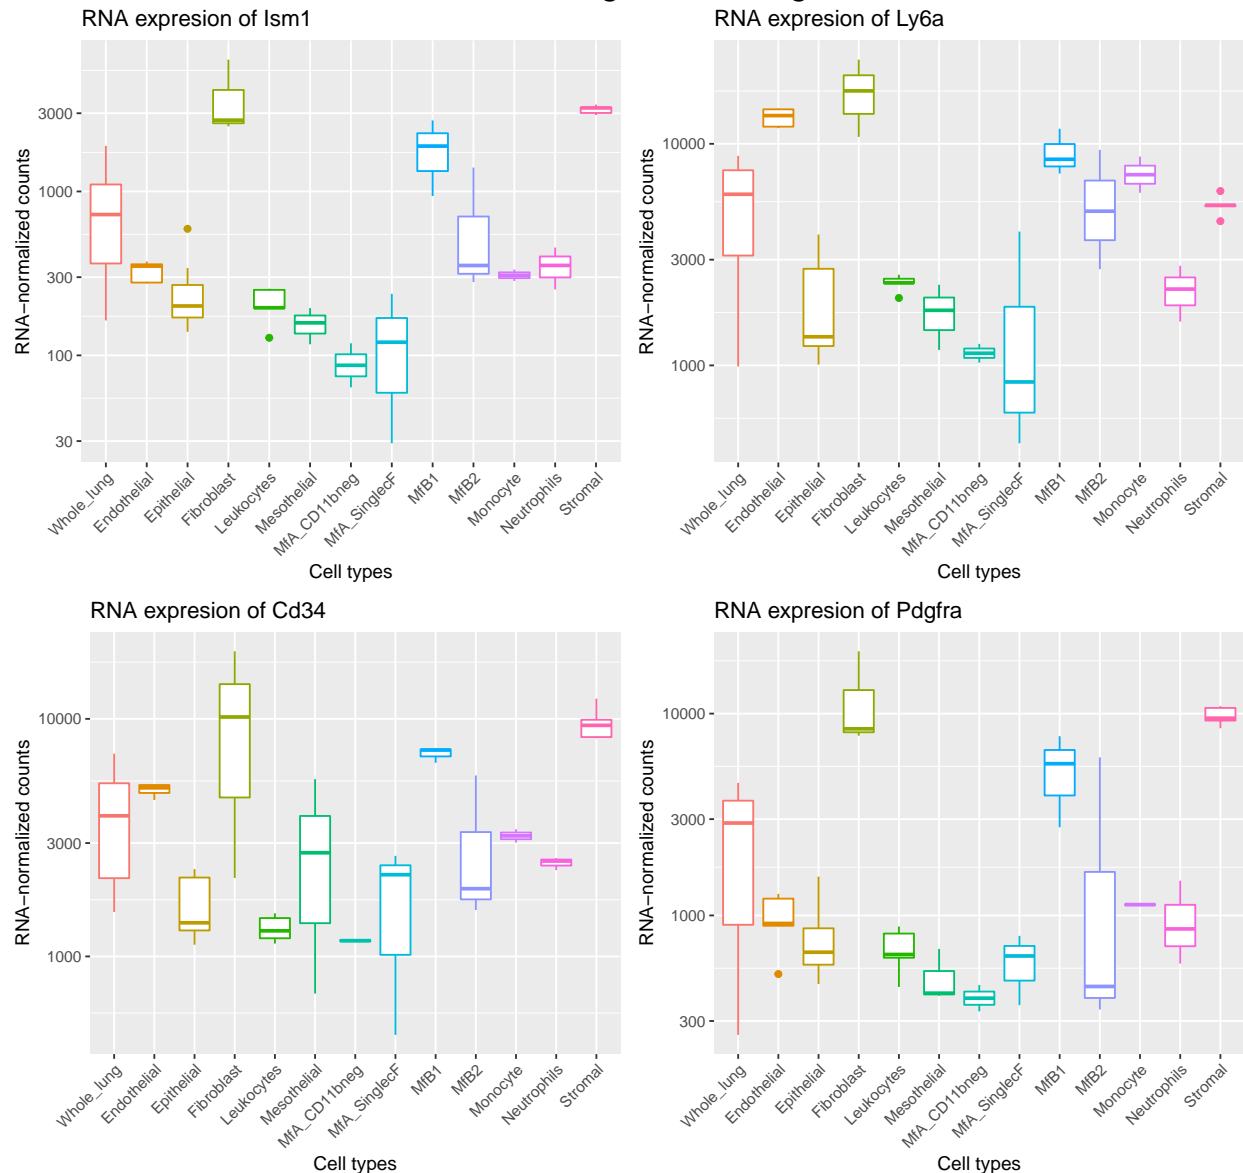 RNA expresion of Ism1
RNA−normalized counts
3000
1000
300
100
30
Whole_lung
Endothelial
Epithelial
Fibroblast
Leukocytes
Mesothelial
MfA_CD11bneg
MfA_SinglecF
MfB1
MfB2
Monocyte
Neutrophils
Stromal
Cell types
RNA expresion of Ly6a
RNA−normalized counts
10000
3000
1000
Whole_lung
Endothelial
Epithelial
Fibroblast
Leukocytes
Mesothelial
MfA_CD11bneg
MfA_SinglecF
MfB1
MfB2
Monocyte
Neutrophils
Stromal
Cell types
RNA expresion of Cd34
RNA−normalized counts
10000
3000
1000
Whole_lung
Endothelial
Epithelial
Fibroblast
Leukocytes
Mesothelial
MfA_CD11bneg
MfA_SinglecF
MfB1
MfB2
Monocyte
Neutrophils
Stromal
Cell types
RNA expresion of Pdgfra
RNA−normalized counts
10000
3000
1000
300
Whole_lung
Endothelial
Epithelial
Fibroblast
Leukocytes
Mesothelial
MfA_CD11bneg
MfA_SinglecF
MfB1
MfB2
Monocyte
Neutrophils
Stromal
Cell types